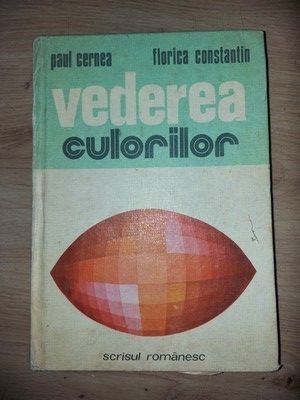 paul cernea florica constantin
vederea
culorilor
scrisul românesc